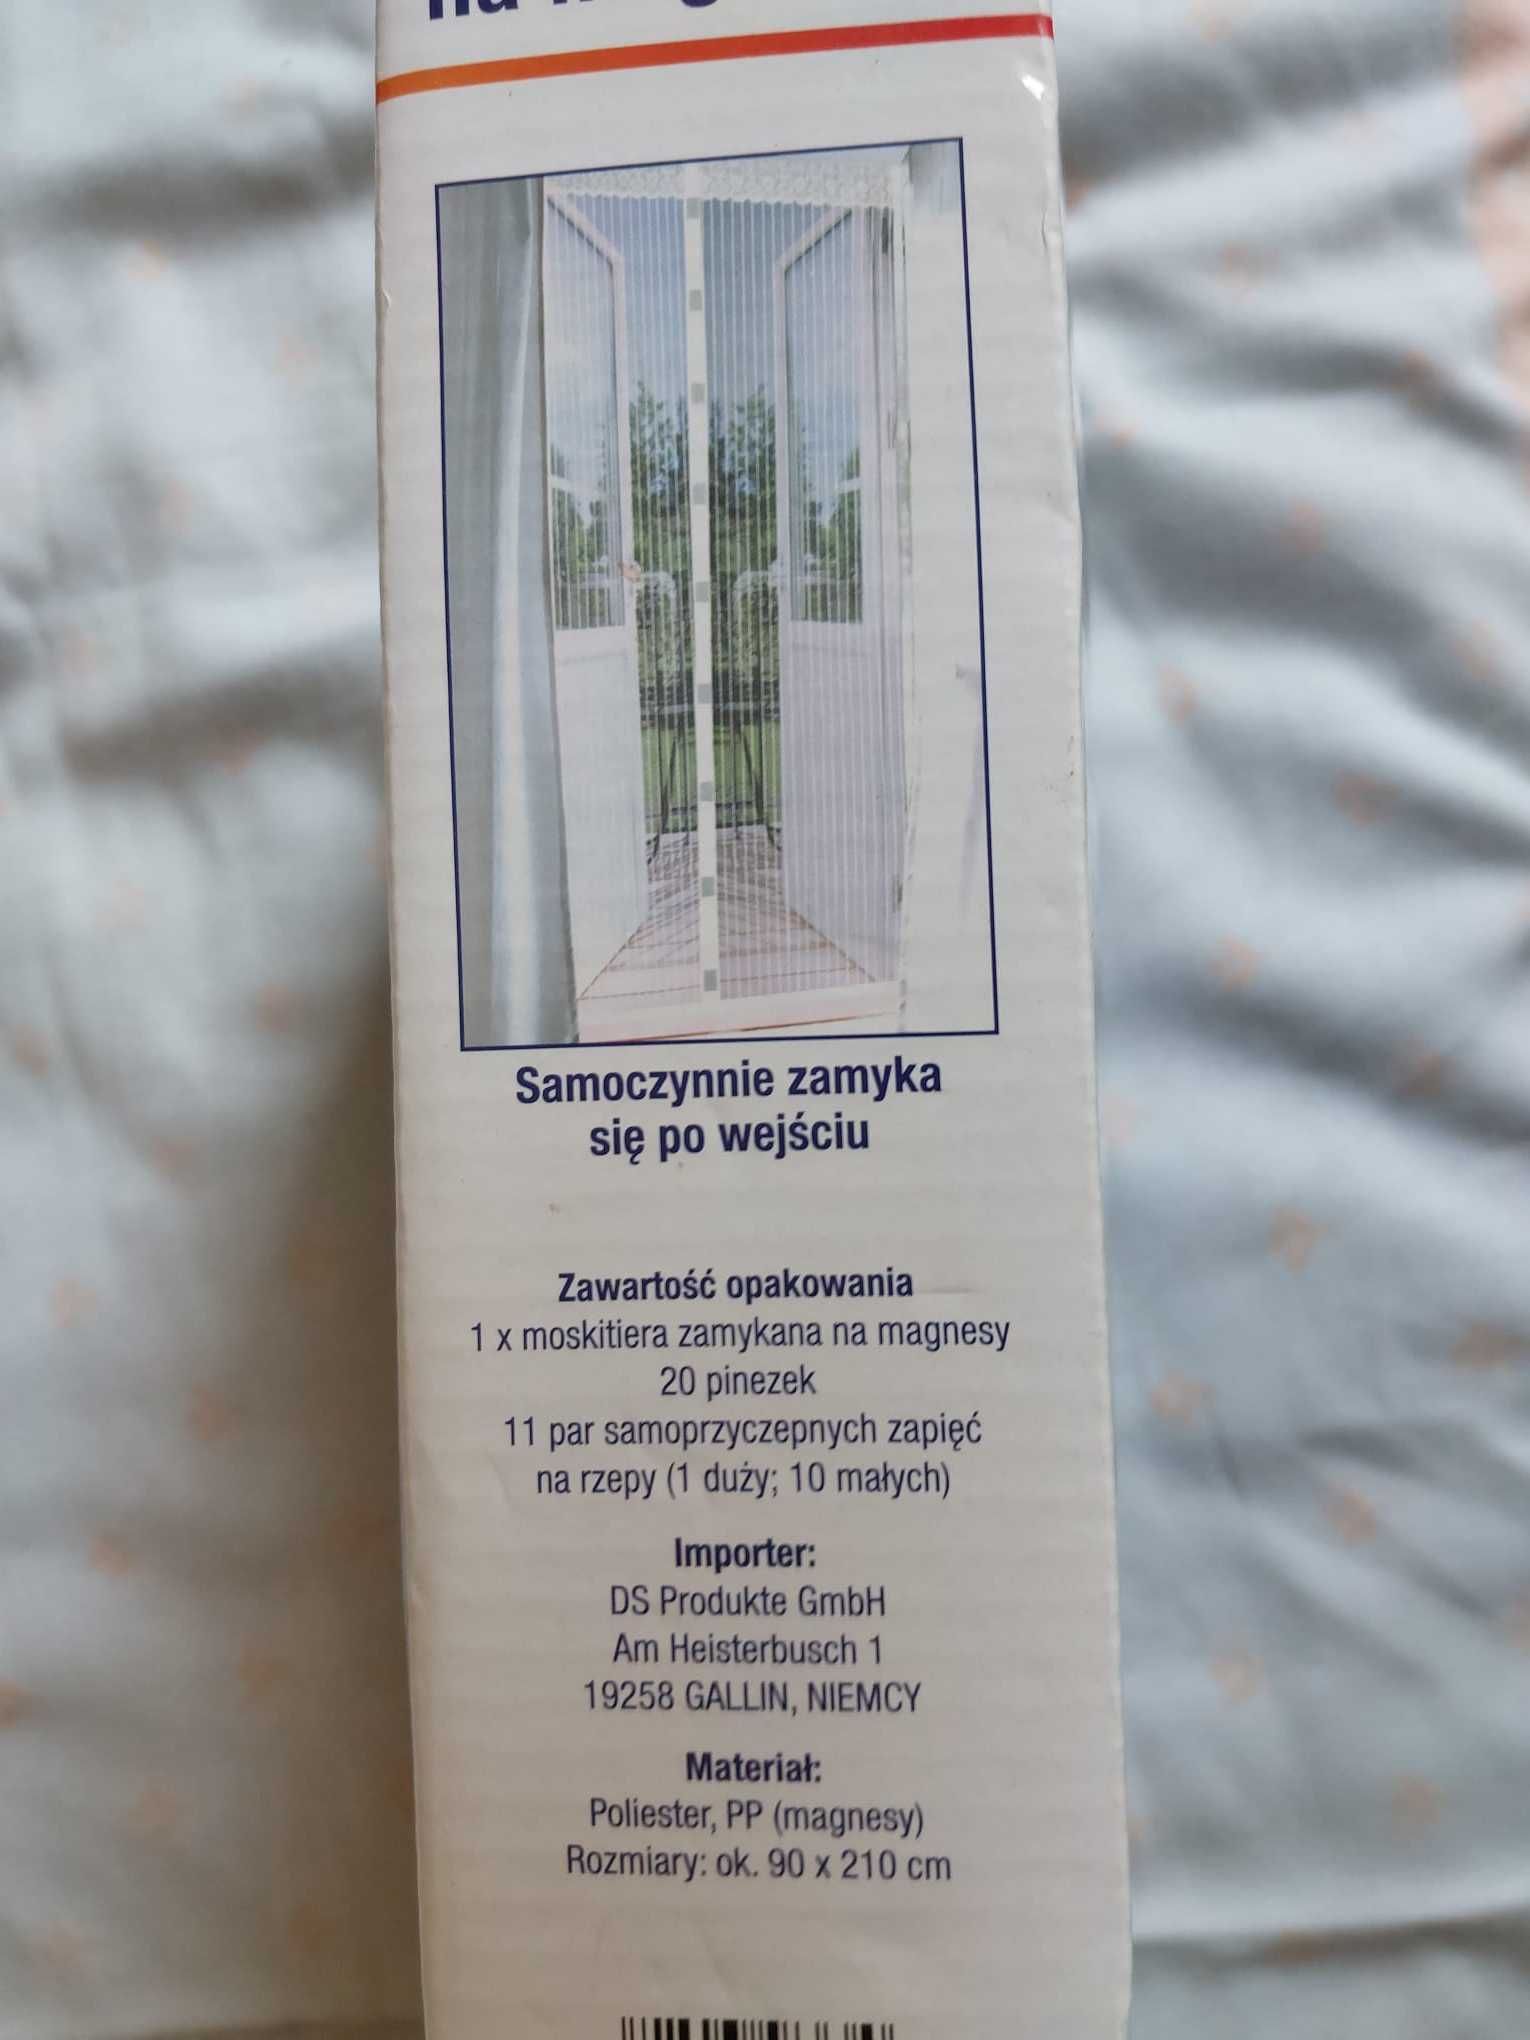 Samoczynnie zamyka
się po wejściu
Zawartość opakowania
1 x moskitiera zamykana na magnesy
20 pinezek
11 par samoprzyczepnych zapięć
na rzepy (1 duży; 10 małych)
Importer:
DS Produkte GmbH
Am Heisterbusch 1
19258 GALLIN, NIEMCY
Materiał:
Poliester, PP (magnesy)
Rozmiary: ok. 90 x 210 cm